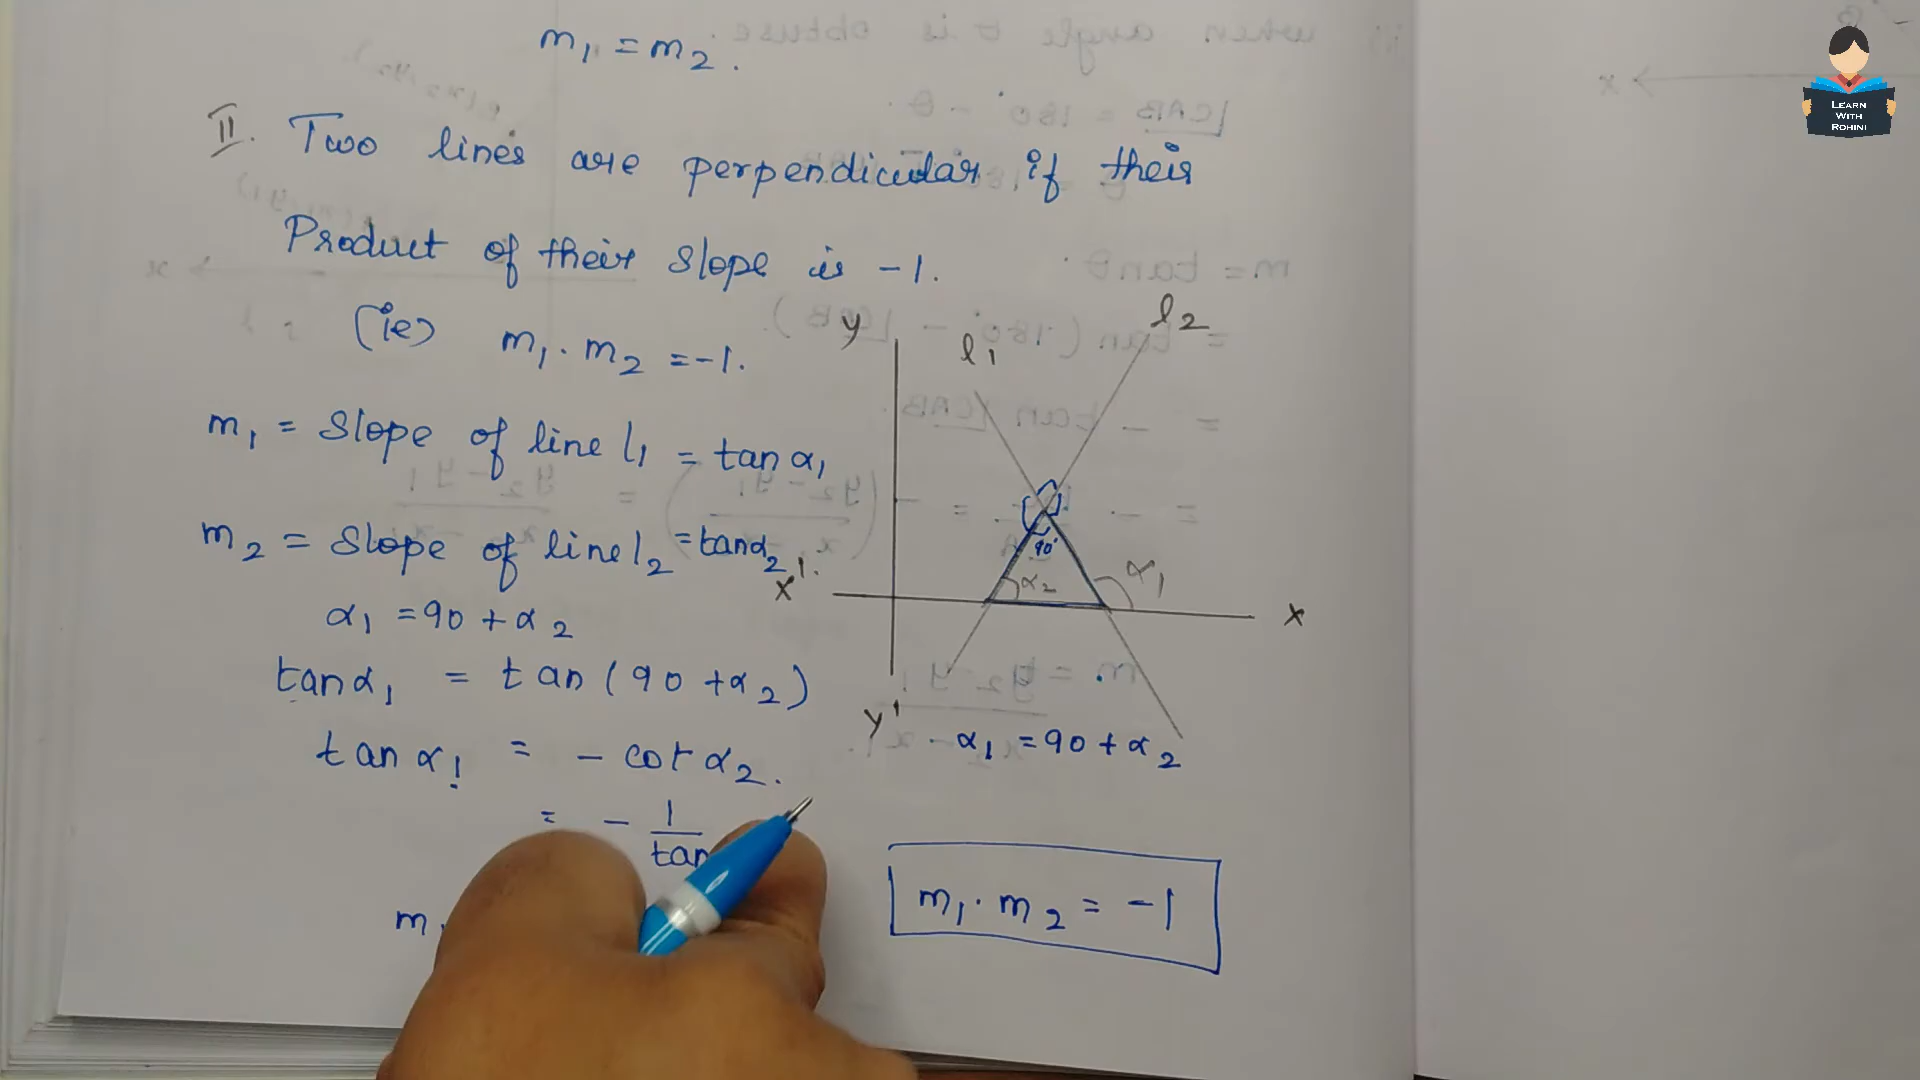 m₁ = m₂.
II. Two lines are perpendicular if their
Product of their slope is -1.
(ie) m₁ . m₂ = -1.
m₁ = slope of line l₁ = tan α₁
m₂ = slope of line l₂ = tan α₂
α₁ = 90 + α₂
tan α₁ = tan (90 + α₂)
tan α₁ = - cot α₂.
= - 1/tan
m
y
l₁
l₂
90°
α₂
α₁
x'
x
y'
α₁ = 90 + α₂
m₁ . m₂ = -1
LEARN
WITH
ROHINI